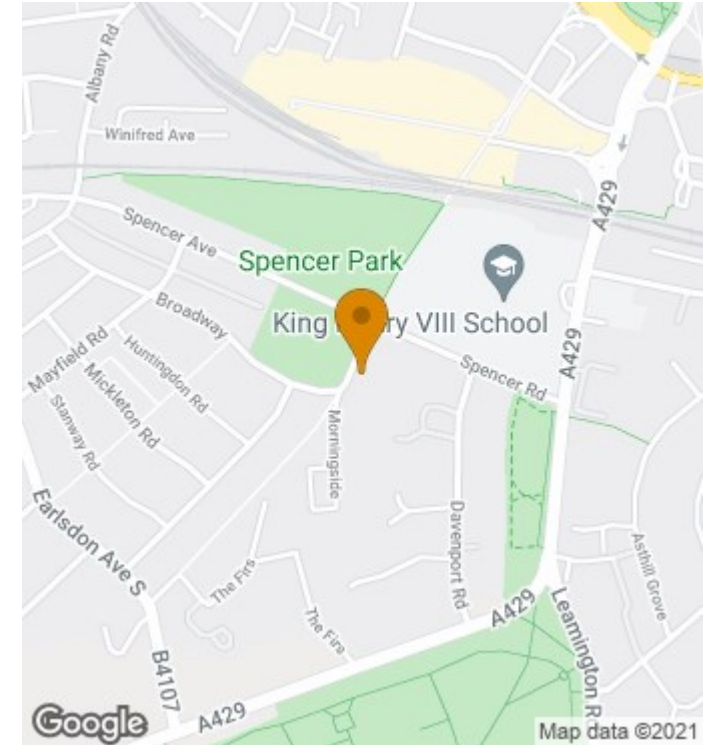 Albany Rd
Winifred Ave
A429
Spencer Ave
Spencer Park
Broadway
King
ry VIII School
Mayfield Rd
Huntingdon Rd
Mickleton Rd
Stanway Rd
Spencer Rd
A429
Morningside
Earlsdon Ave S
Davenport Rd
Asthill Grove
The Firs
The Firs
A429
Leamington Rd
B4107
A429
Google
Map data ©2021